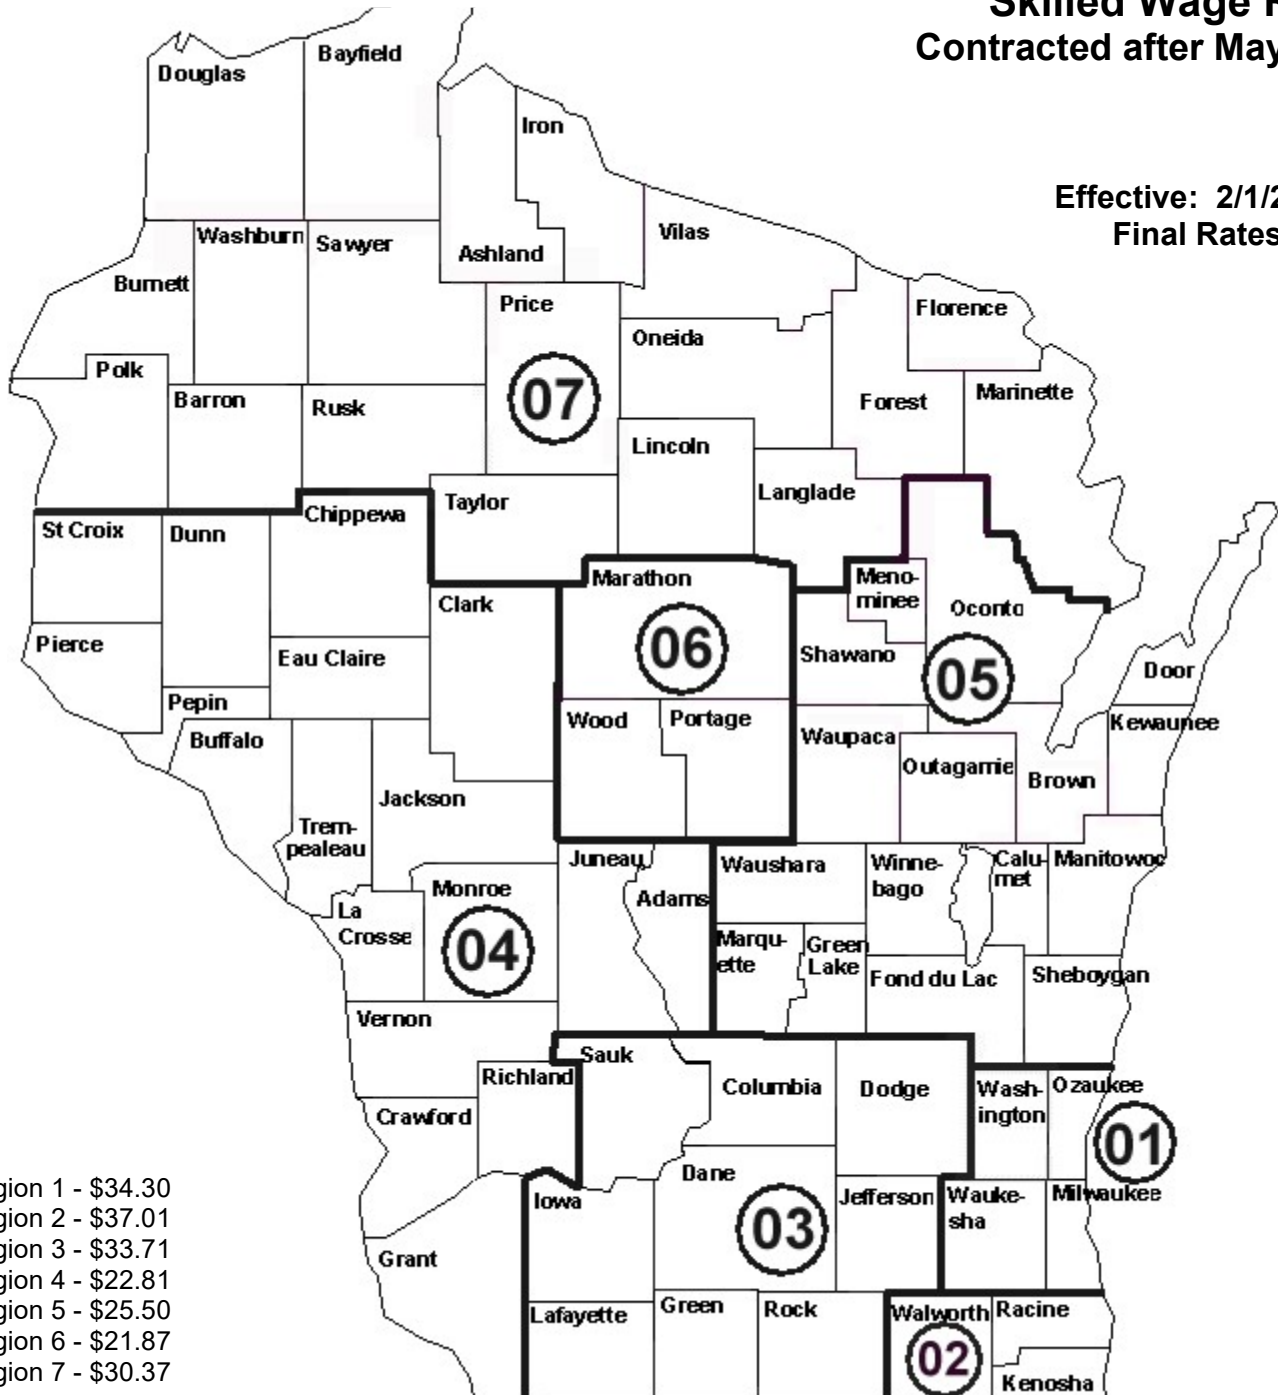 Skilled Wage R
Contracted after May
Effective: 2/1/2
Final Rates
Douglas
Bayfield
Iron
Vilas
Ashland
Washburn
Sawyer
Burnett
Price
Florence
Oneida
Polk
Barron
Rusk
07
Forest
Marinette
Lincoln
Langlade
Taylor
Chippewa
St Croix
Dunn
Marathon
Meno-
minee
Oconto
Clark
06
Pierce
Eau Claire
Shawano
05
Door
Pepin
Buffalo
Wood
Portage
Waupaca
Kewaunee
Outagamie
Brown
Jackson
Trem-
pealeau
Juneau
Adams
Waushara
Winne-
bago
Calu-
met
Manitowoc
Monroe
La
Crosse
04
Marqu-
ette
Green
Lake
Fond du Lac
Sheboygan
Vernon
Sauk
Richland
Columbia
Dodge
Wash-
ington
Ozaukee
01
Crawford
Dane
Iowa
Jefferson
Wauke-
sha
Milwaukee
03
Grant
Lafayette
Green
Rock
Walworth
Racine
02
Kenosha
gion 1 - $34.30
gion 2 - $37.01
gion 3 - $33.71
gion 4 - $22.81
gion 5 - $25.50
gion 6 - $21.87
gion 7 - $30.37